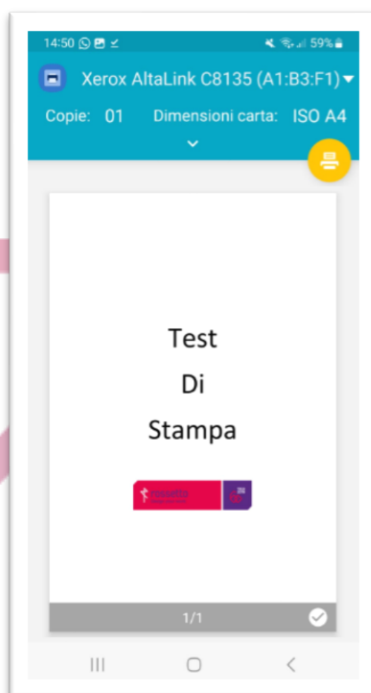 14:50 59%
Xerox AltaLink C8135 (A1:B3:F1)
Copie: 01 Dimensioni carta: ISO A4
Test
Di
Stampa
1/1